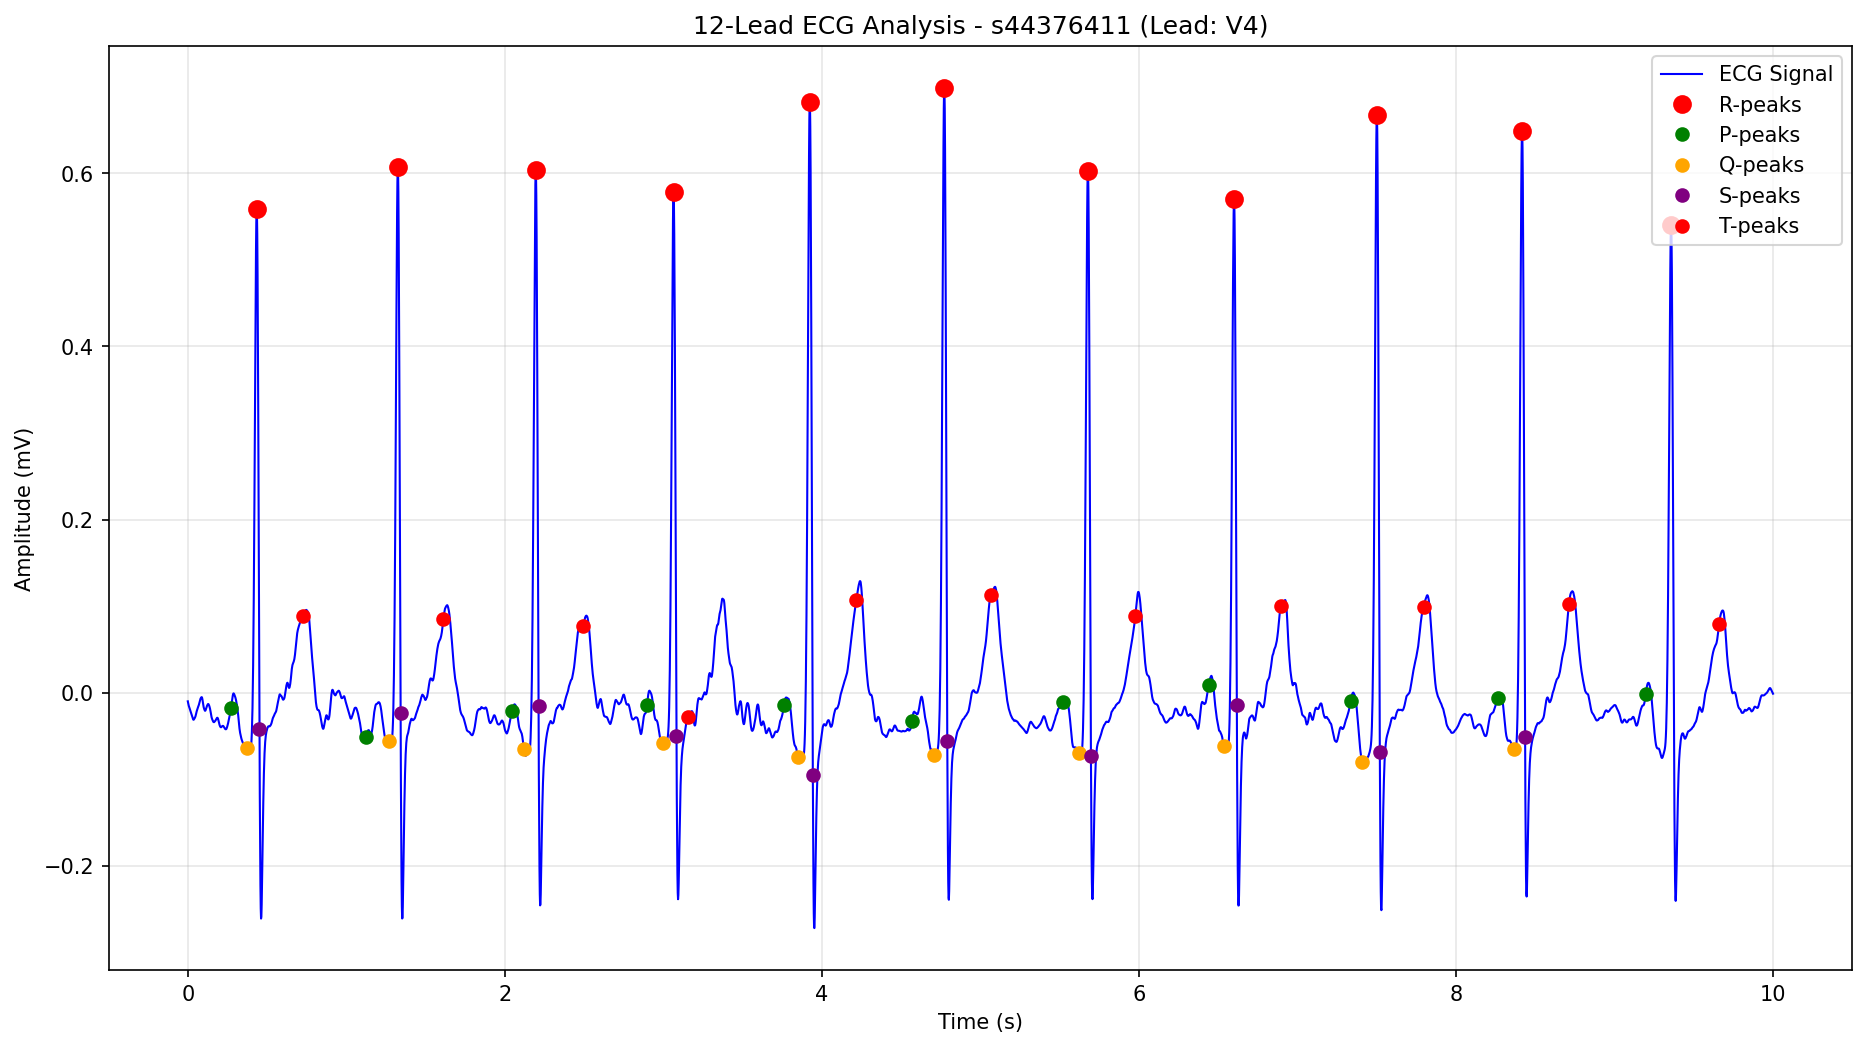 12-Lead ECG Analysis - s44376411 (Lead: V4)
ECG Signal
R-peaks
P-peaks
Q-peaks
S-peaks
T-peaks
0.6
0.4
0.2
0.0
−0.2
Amplitude (mV)
0 2 4 6 8 10
Time (s)